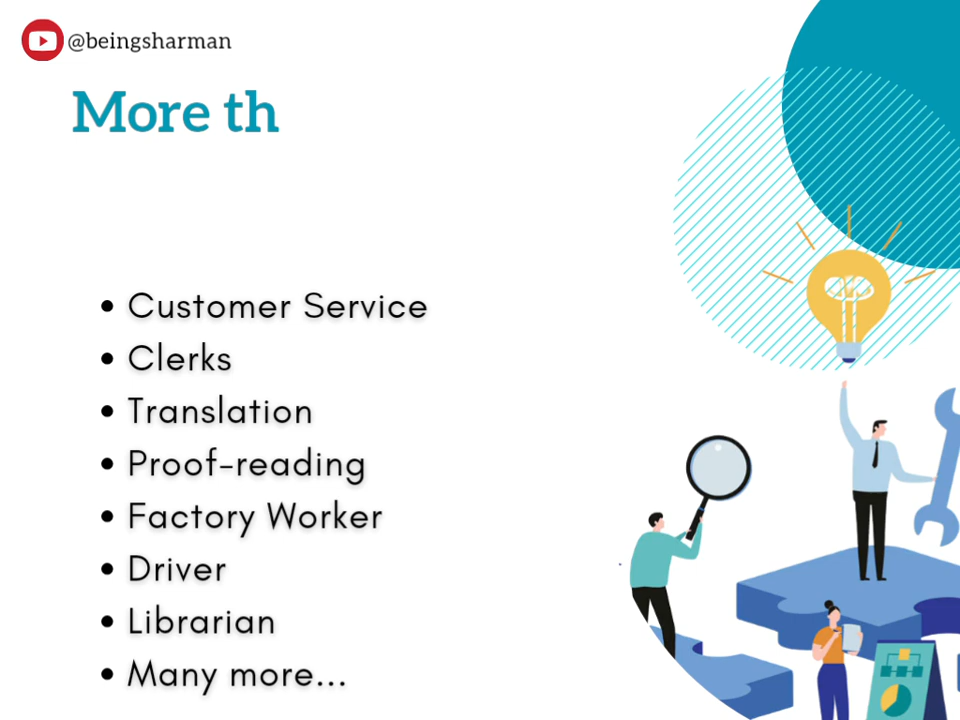 @beingsharman
More th
• Customer Service
• Clerks
• Translation
• Proof-reading
• Factory Worker
• Driver
• Librarian
• Many more...